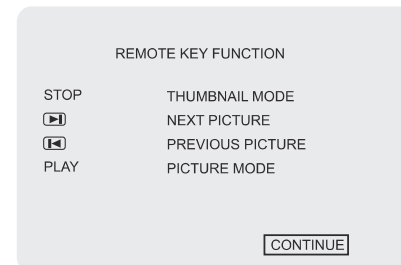 REMOTE KEY FUNCTION
STOP THUMBNAIL MODE
NEXT PICTURE
PREVIOUS PICTURE
PLAY PICTURE MODE
CONTINUE